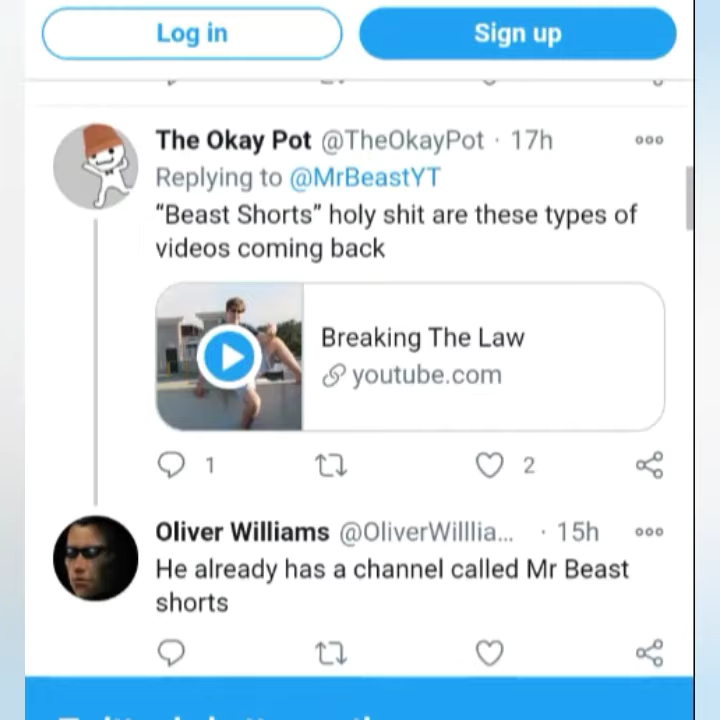 Log in
Sign up
The Okay Pot @TheOkayPot · 17h
Replying to @MrBeastYT
“Beast Shorts” holy shit are these types of
videos coming back
Breaking The Law
youtube.com
1
2
Oliver Williams @OliverWilllia... · 15h
He already has a channel called Mr Beast
shorts